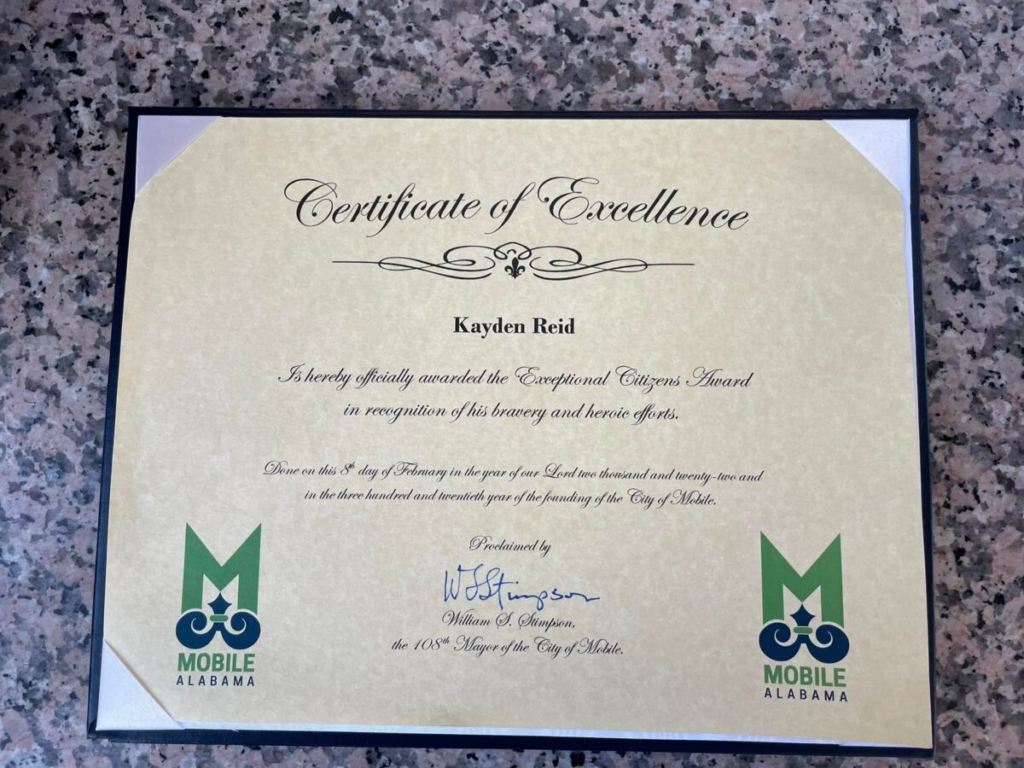 Certificate of Excellence
Kayden Reid
Is hereby officially awarded the Exceptional Citizens Award
in recognition of his bravery and heroic efforts.
Done on this 8th day of February in the year of our Lord two thousand and twenty-two and
in the three hundred and twentieth year of the founding of the City of Mobile.
Proclaimed by
WSStimpson
William S. Stimpson,
the 108th Mayor of the City of Mobile.
M
MOBILE
ALABAMA
M
MOBILE
ALABAMA